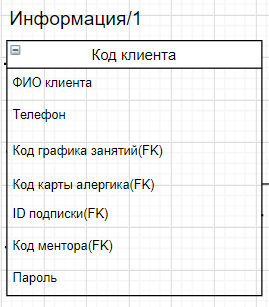 Информация/1
Код клиента
ФИО клиента
Телефон
Код графика занятий(FK)
Код карты алергика(FK)
ID подписки(FK)
Код ментора(FK)
Пароль